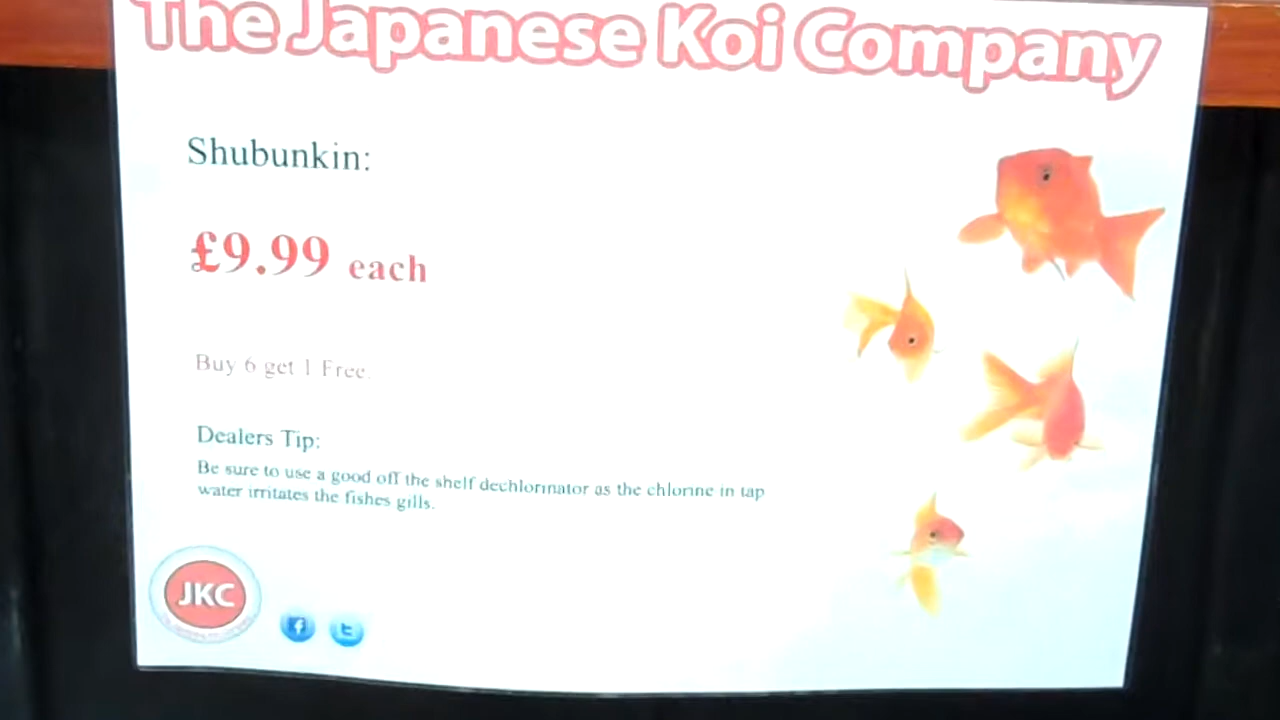 The Japanese Koi Company
Shubunkin:
£9.99 each
Buy 6 get 1 Free.
Dealers Tip:
Be sure to use a good off the shelf dechlorinator as the chlorine in tap
water irritates the fishes gills.
JKC